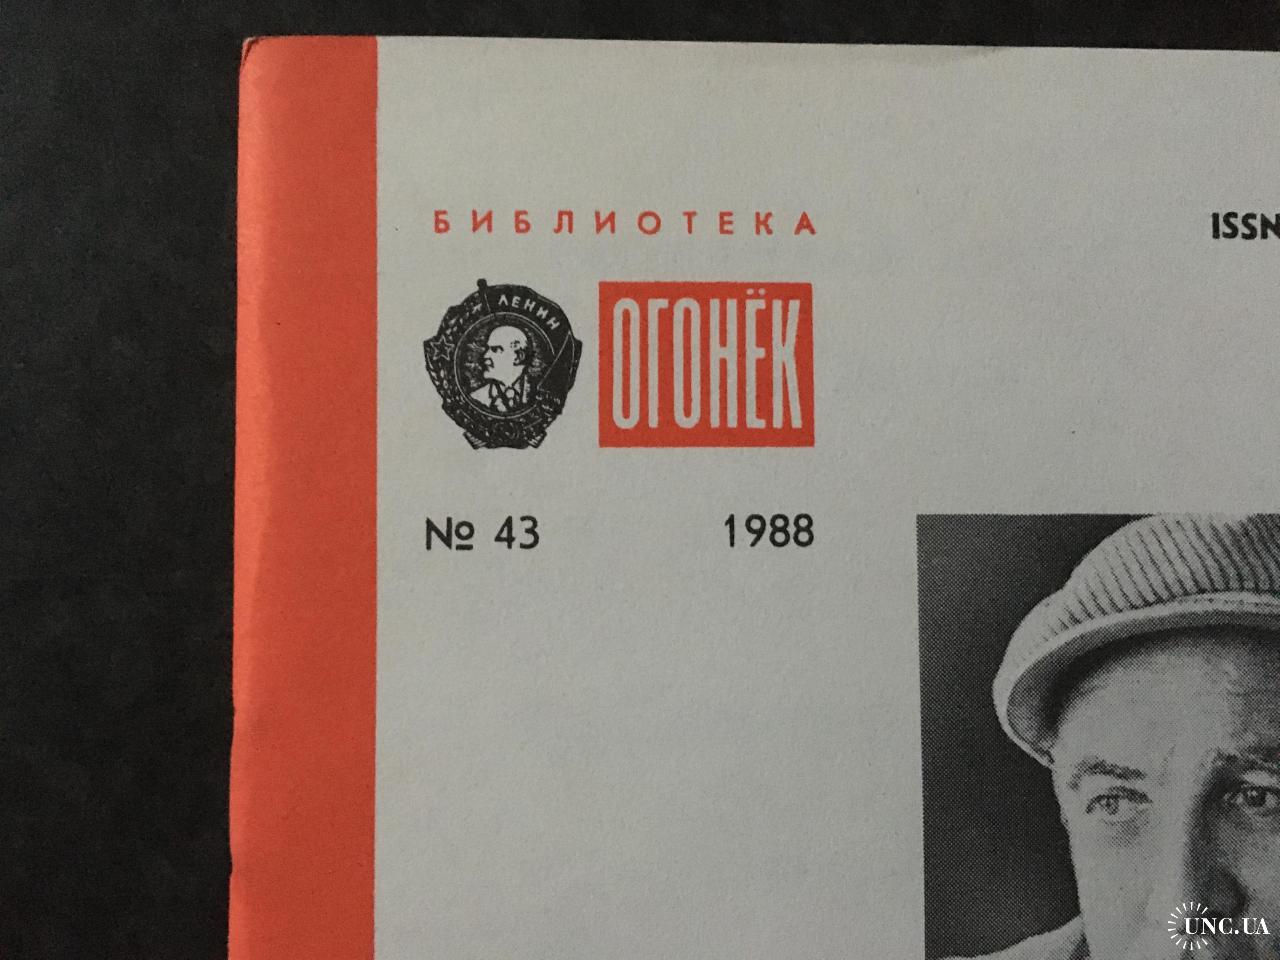 БИБЛИОТЕКА
ISSN
ЛЕНИН
ОГОНЁК
№ 43 1988
UNC.UA